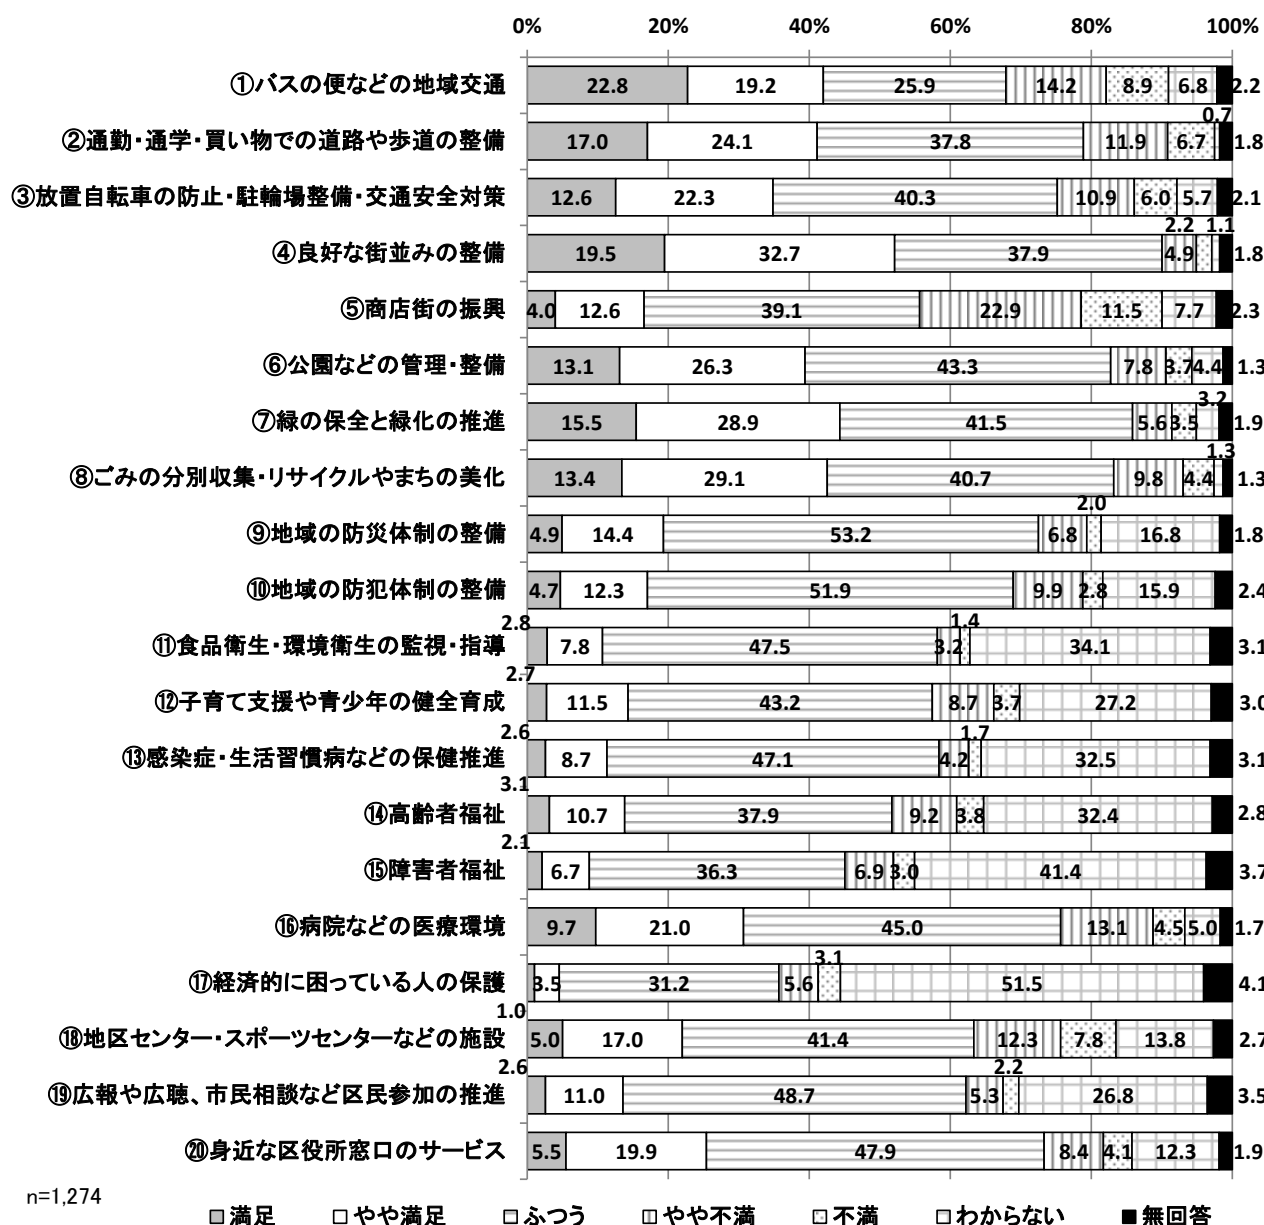 0% 20% 40% 60% 80% 100%
①バスの便などの地域交通 22.8 19.2 25.9 14.2 8.9 6.8 2.2
②通勤・通学・買い物での道路や歩道の整備 17.0 24.1 37.8 11.9 6.7 0.7 1.8
③放置自転車の防止・駐輪場整備・交通安全対策 12.6 22.3 40.3 10.9 6.0 5.7 2.1
④良好な街並みの整備 19.5 32.7 37.9 4.9 2.2 1.1 1.8
⑤商店街の振興 4.0 12.6 39.1 22.9 11.5 7.7 2.3
⑥公園などの管理・整備 13.1 26.3 43.3 7.8 3.7 4.4 1.3
⑦緑の保全と緑化の推進 15.5 28.9 41.5 5.6 3.5 3.2 1.9
⑧ごみの分別収集・リサイクルやまちの美化 13.4 29.1 40.7 9.8 4.4 1.3 1.3
⑨地域の防災体制の整備 4.9 14.4 53.2 6.8 2.0 16.8 1.8
⑩地域の防犯体制の整備 4.7 12.3 51.9 9.9 2.8 15.9 2.4
⑪食品衛生・環境衛生の監視・指導 2.8 7.8 47.5 3.2 1.4 34.1 3.1
⑫子育て支援や青少年の健全育成 2.7 11.5 43.2 8.7 3.7 27.2 3.0
⑬感染症・生活習慣病などの保健推進 2.6 8.7 47.1 4.2 1.7 32.5 3.1
⑭高齢者福祉 3.1 10.7 37.9 9.2 3.8 32.4 2.8
⑮障害者福祉 2.1 6.7 36.3 6.9 3.0 41.4 3.7
⑯病院などの医療環境 9.7 21.0 45.0 13.1 4.5 5.0 1.7
⑰経済的に困っている人の保護 1.0 3.5 31.2 5.6 3.1 51.5 4.1
⑱地区センター・スポーツセンターなどの施設 5.0 17.0 41.4 12.3 7.8 13.8 2.7
⑲広報や広聴、市民相談など区民参加の推進 2.6 11.0 48.7 5.3 2.2 26.8 3.5
⑳身近な区役所窓口のサービス 5.5 19.9 47.9 8.4 4.1 12.3 1.9
n=1,274
満足 やや満足 ふつう やや不満 不満 わからない 無回答